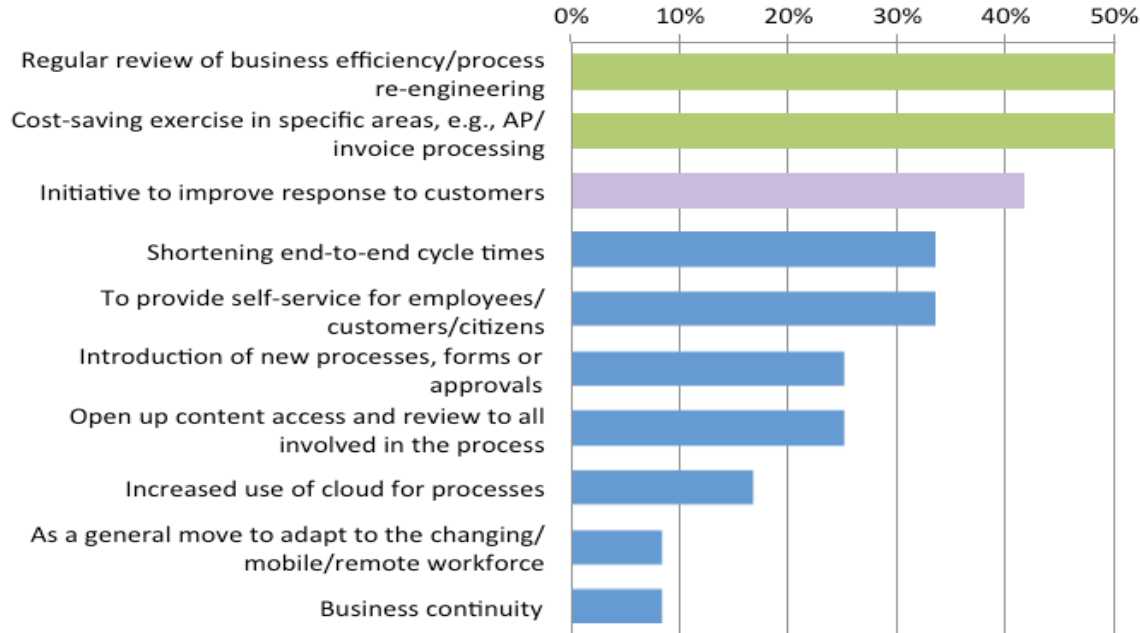 0% 10% 20% 30% 40% 50%
Regular review of business efficiency/process
re-engineering
Cost-saving exercise in specific areas, e.g., AP/
invoice processing
Initiative to improve response to customers
Shortening end-to-end cycle times
To provide self-service for employees/
customers/citizens
Introduction of new processes, forms or
approvals
Open up content access and review to all
involved in the process
Increased use of cloud for processes
As a general move to adapt to the changing/
mobile/remote workforce
Business continuity